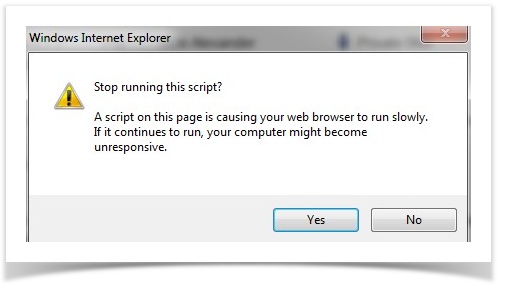 Windows Internet Explorer
Stop running this script?
A script on this page is causing your web browser to run slowly.
If it continues to run, your computer might become
unresponsive.
Yes No